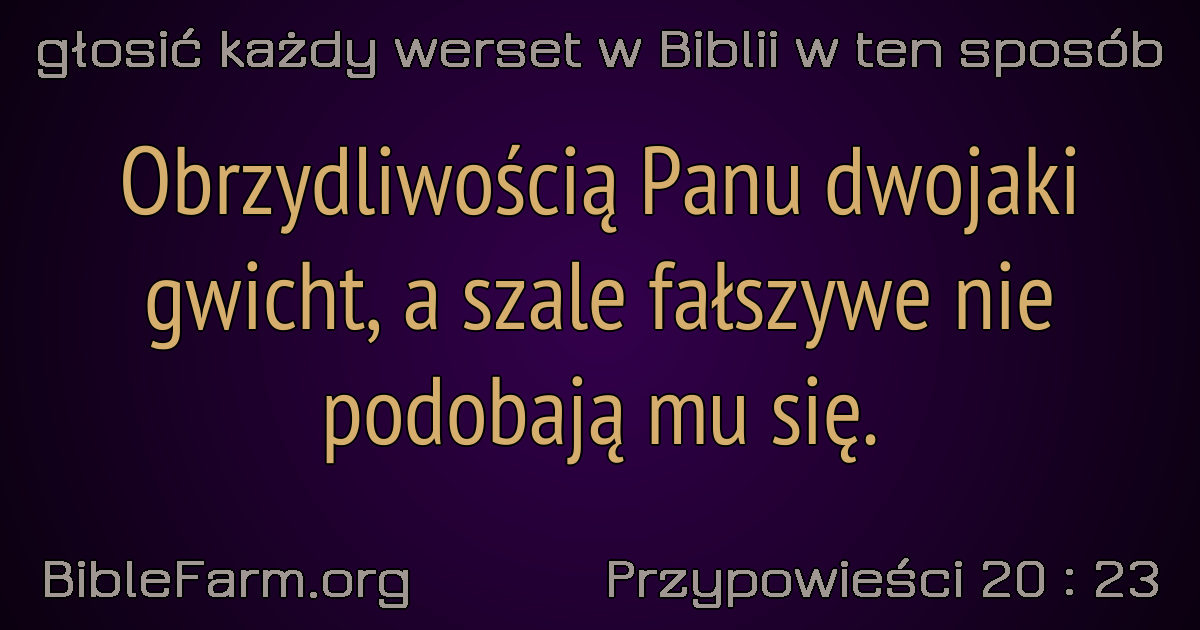 głosić każdy werset w Biblii w ten sposób
Obrzydliwością Panu dwojaki
gwicht, a szale fałszywe nie
podobają mu się.
BibleFarm.org
Przypowieści 20 : 23